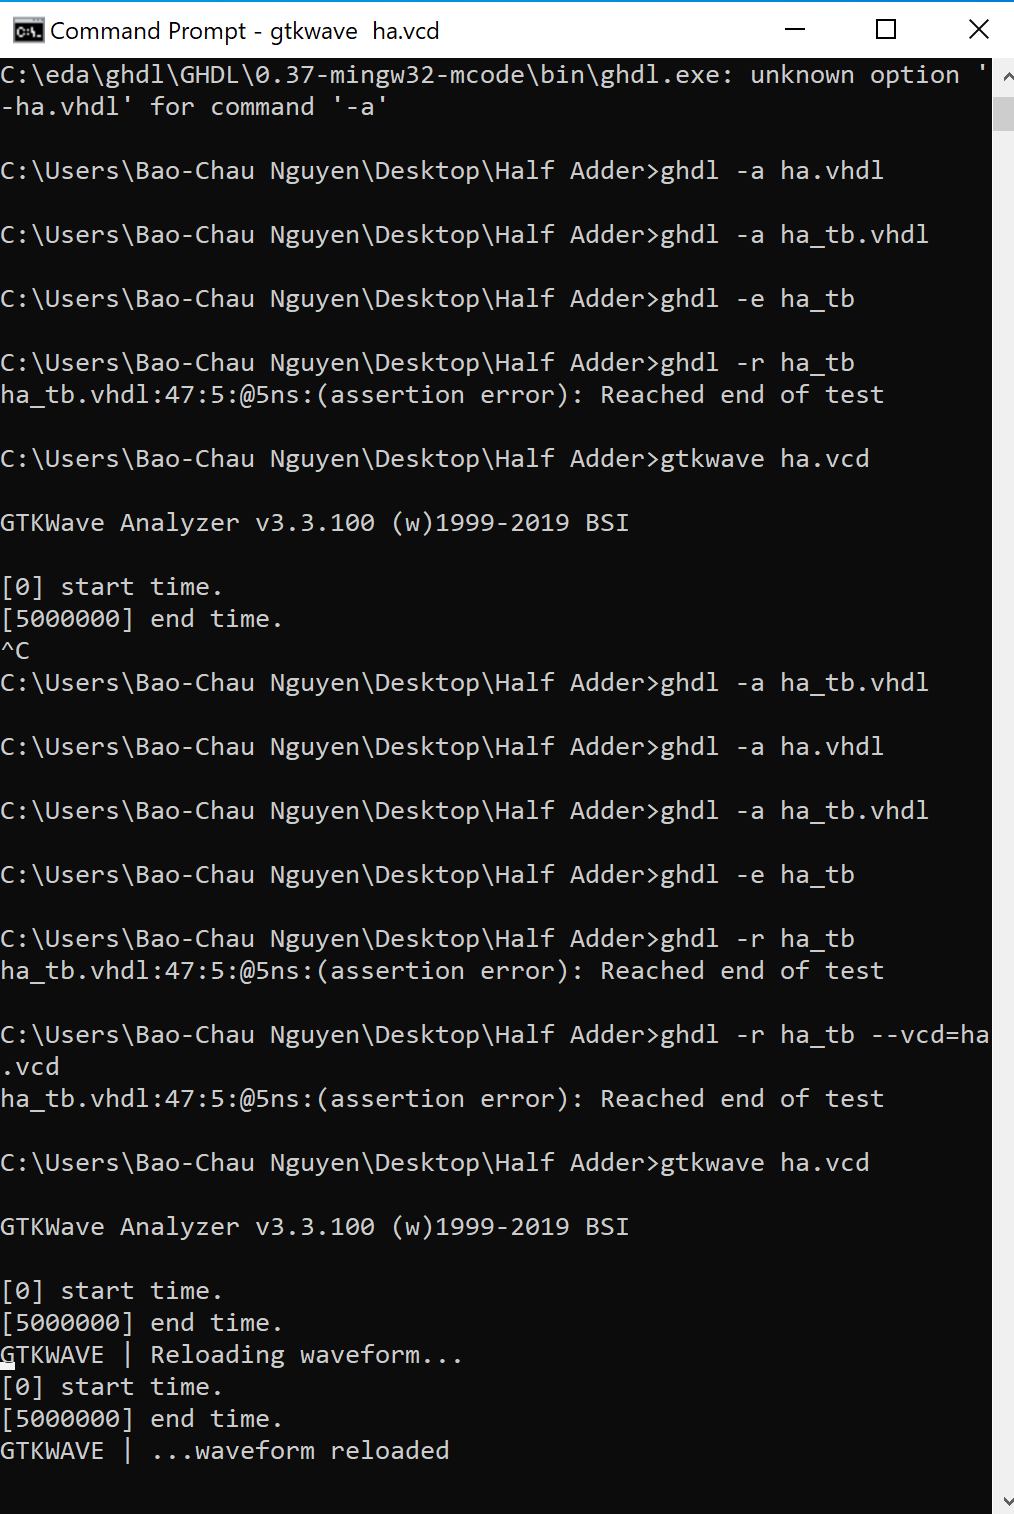 Command Prompt - gtkwave  ha.vcd
C:\eda\ghdl\GHDL\0.37-mingw32-mcode\bin\ghdl.exe: unknown option '
-ha.vhdl' for command '-a'
C:\Users\Bao-Chau Nguyen\Desktop\Half Adder>ghdl -a ha.vhdl
C:\Users\Bao-Chau Nguyen\Desktop\Half Adder>ghdl -a ha_tb.vhdl
C:\Users\Bao-Chau Nguyen\Desktop\Half Adder>ghdl -e ha_tb
C:\Users\Bao-Chau Nguyen\Desktop\Half Adder>ghdl -r ha_tb
ha_tb.vhdl:47:5:@5ns:(assertion error): Reached end of test
C:\Users\Bao-Chau Nguyen\Desktop\Half Adder>gtkwave ha.vcd
GTKWave Analyzer v3.3.100 (w)1999-2019 BSI
[0] start time.
[5000000] end time.
^C
C:\Users\Bao-Chau Nguyen\Desktop\Half Adder>ghdl -a ha_tb.vhdl
C:\Users\Bao-Chau Nguyen\Desktop\Half Adder>ghdl -a ha.vhdl
C:\Users\Bao-Chau Nguyen\Desktop\Half Adder>ghdl -a ha_tb.vhdl
C:\Users\Bao-Chau Nguyen\Desktop\Half Adder>ghdl -e ha_tb
C:\Users\Bao-Chau Nguyen\Desktop\Half Adder>ghdl -r ha_tb
ha_tb.vhdl:47:5:@5ns:(assertion error): Reached end of test
C:\Users\Bao-Chau Nguyen\Desktop\Half Adder>ghdl -r ha_tb --vcd=ha
.vcd
ha_tb.vhdl:47:5:@5ns:(assertion error): Reached end of test
C:\Users\Bao-Chau Nguyen\Desktop\Half Adder>gtkwave ha.vcd
GTKWave Analyzer v3.3.100 (w)1999-2019 BSI
[0] start time.
[5000000] end time.
GTKWAVE | Reloading waveform...
[0] start time.
[5000000] end time.
GTKWAVE | ...waveform reloaded